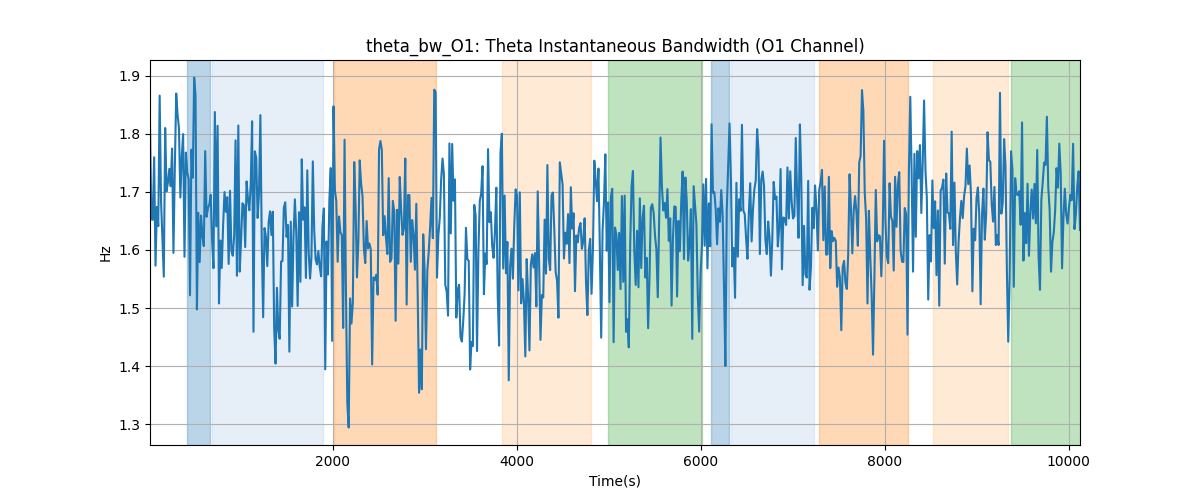 theta_bw_O1: Theta Instantaneous Bandwidth (O1 Channel)
1.9
1.8
1.7
1.6
1.5
1.4
1.3
Hz
2000 4000 6000 8000 10000
Time(s)